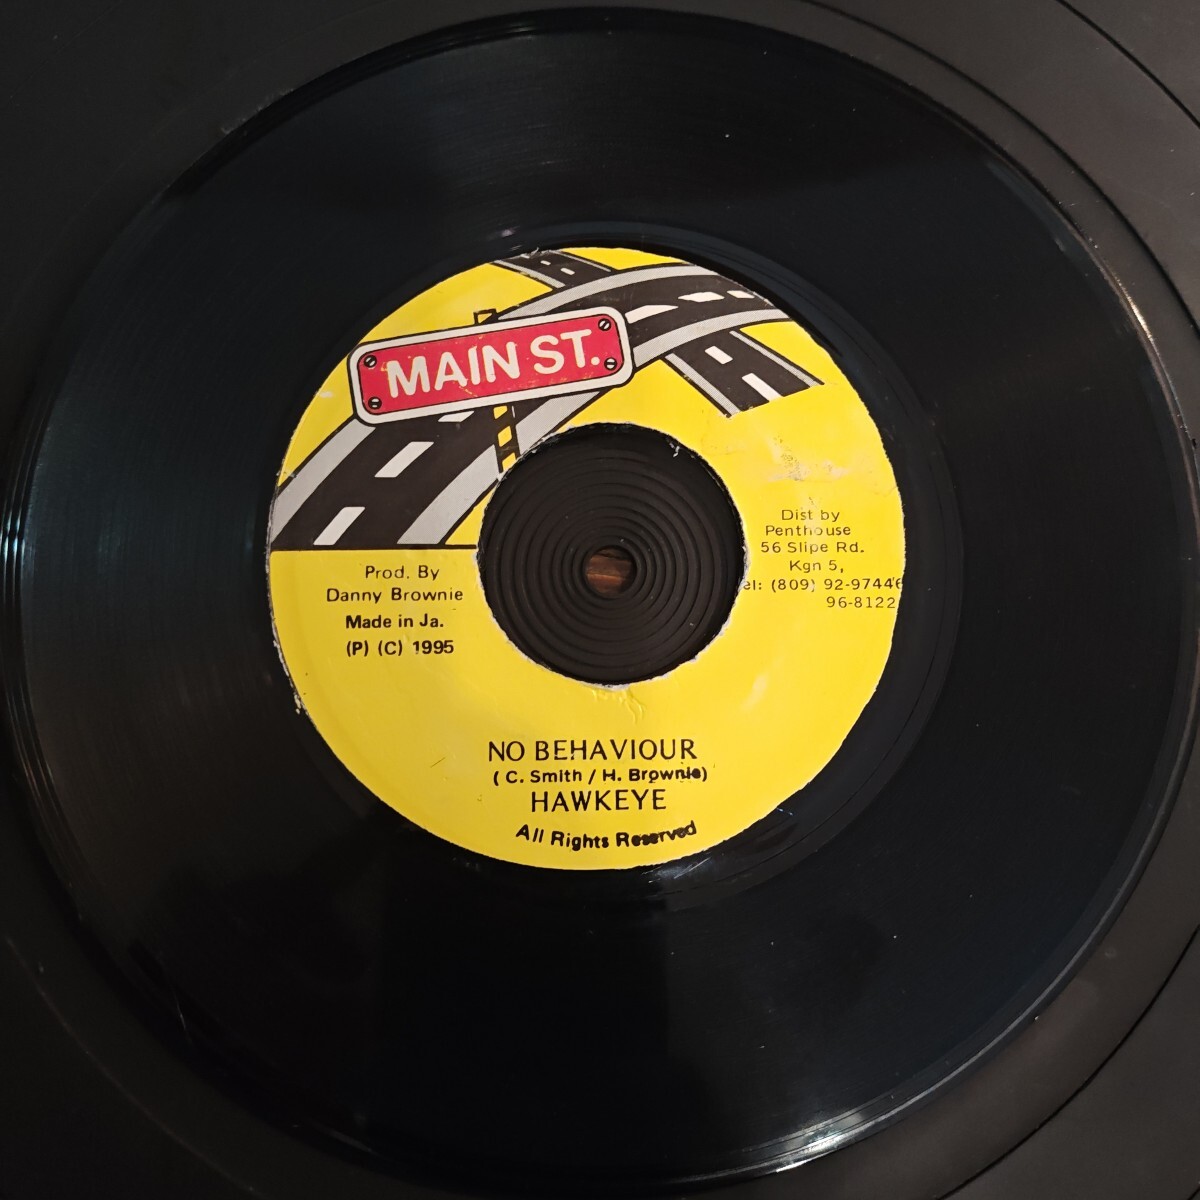 MAIN ST.
Prod. By
Danny Brownie
Made in Ja.
(P) (C) 1995
Dist by
Penthouse
56 Slipe Rd.
Kgn 5,
el: (809) 92-97446
96-8122
NO BEHAVIOUR
( C. Smith / H. Brownie)
HAWKEYE
All Rights Reserved